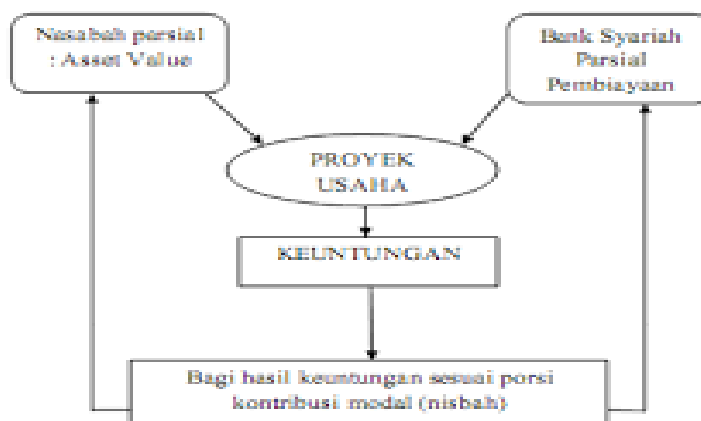 Nasabah parsial
: Asset Value
Bank Syariah
Parsial
Pembiayaan
PROYEK
USAHA
KEUNTUNGAN
Bagi hasil keuntungan sesuai porsi
kontribusi modal (nisbah)